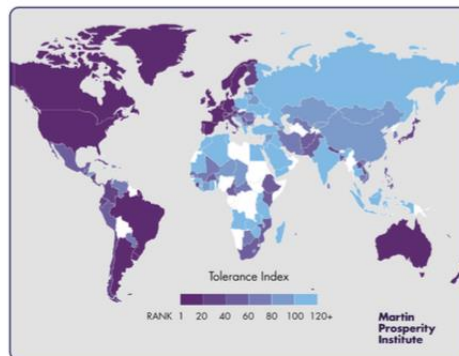 Tolerance Index
RANK 1 20 40 60 80 100 120+
Martin
Prosperity
Institute